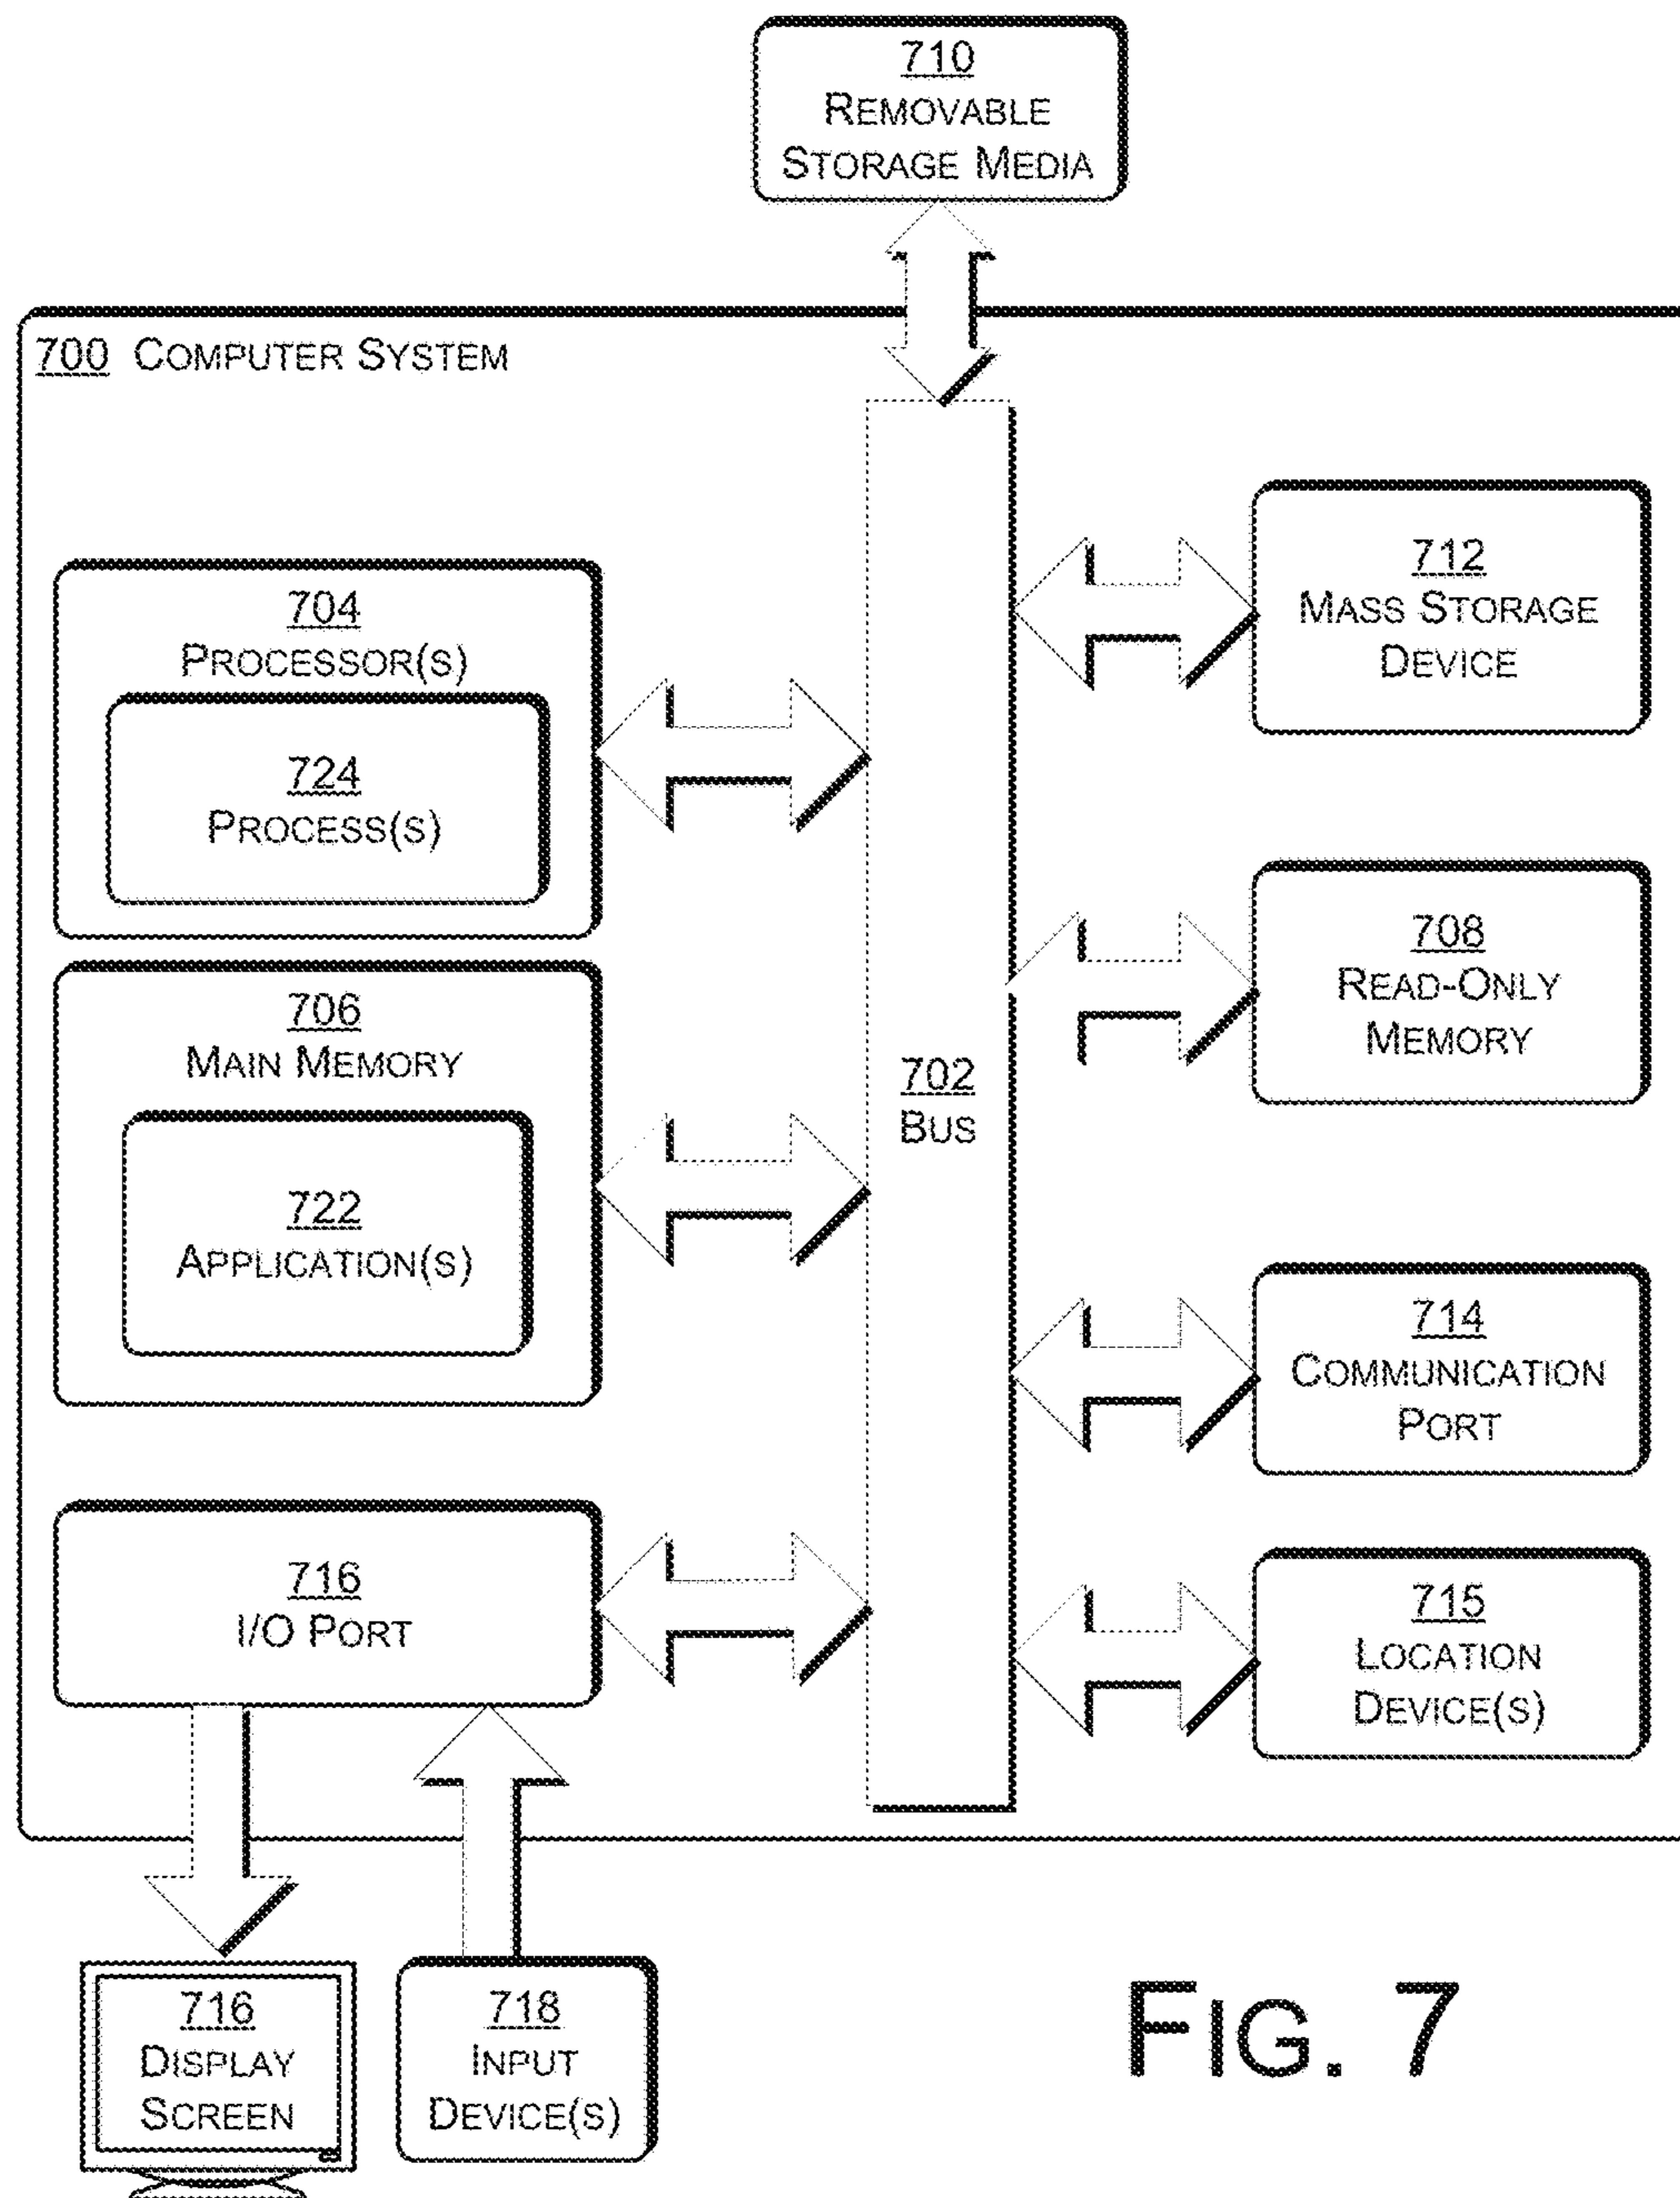 710
REMOVABLE
STORAGE MEDIA
700 COMPUTER SYSTEM
704
PROCESSOR(S)
724
PROCESS(S)
706
MAIN MEMORY
722
APPLICATION(S)
716
I/O PORT
702
BUS
712
MASS STORAGE
DEVICE
708
READ-ONLY
MEMORY
714
COMMUNICATION
PORT
715
LOCATION
DEVICE(S)
716
DISPLAY
SCREEN
718
INPUT
DEVICE(S)
FIG. 7